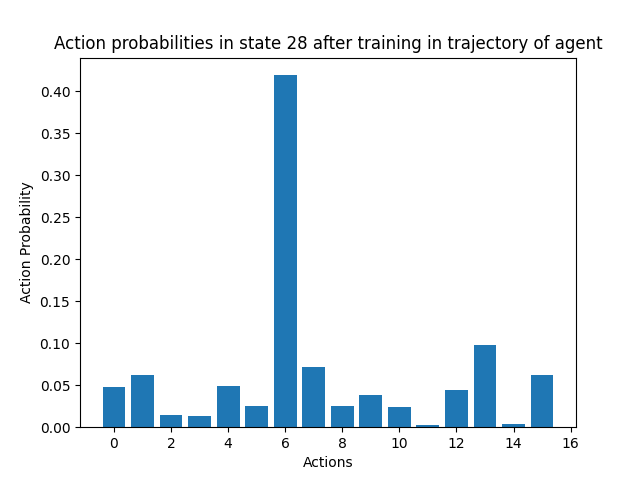 Action probabilities in state 28 after training in trajectory of agent
0.40
0.35
0.30
0.25
0.20
0.15
0.10
0.05
0.00
Action Probability
0 2 4 6 8 10 12 14 16
Actions